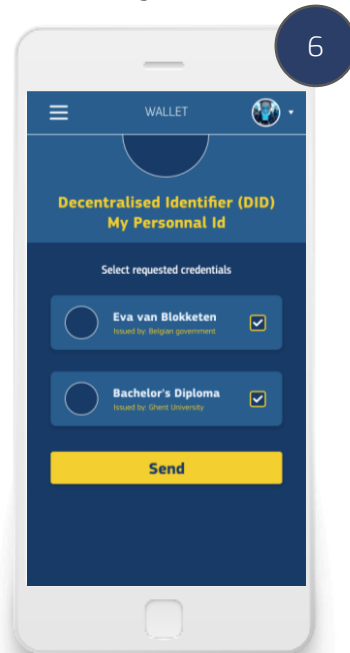 6
WALLET
Decentralised Identifier (DID)
My Personnal Id
Select requested credentials
Eva van Blokketen
Issued by: Belgian government
Bachelor's Diploma
Issued by: Ghent University
Send